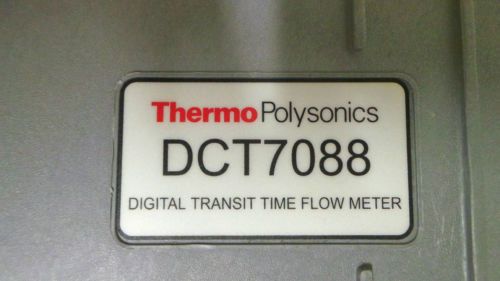 ThermoPolysonics
DCT7088
DIGITAL TRANSIT TIME FLOW METER